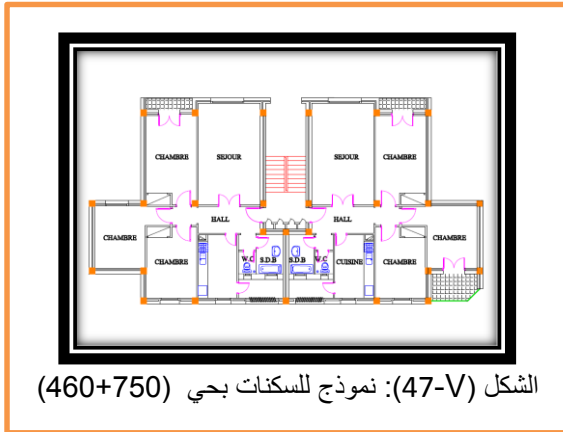 CHAMBRE SEJOUR SEJOUR CHAMBRE
HALL HALL
CHAMBRE CHAMBRE
CHAMBRE W.C S.D.B S.D.B W.C CUISINE CHAMBRE
الشكل (V-47): نموذج للسكنات بحي (750+460)